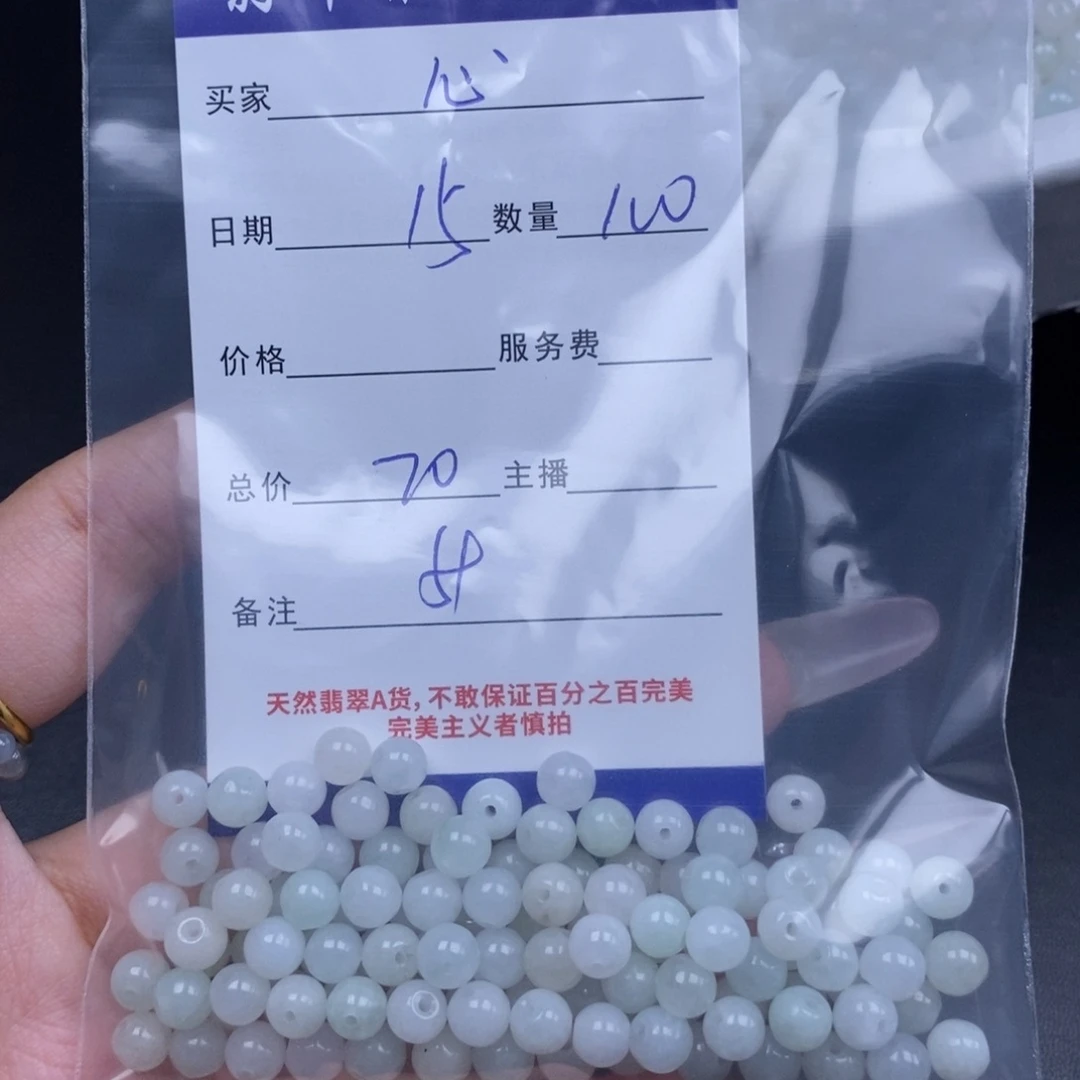 买家 心
日期 15 数量 100
价格 服务费
总价 70 主播
备注
天然翡翠A货,不敢保证百分之百完美
完美主义者慎拍